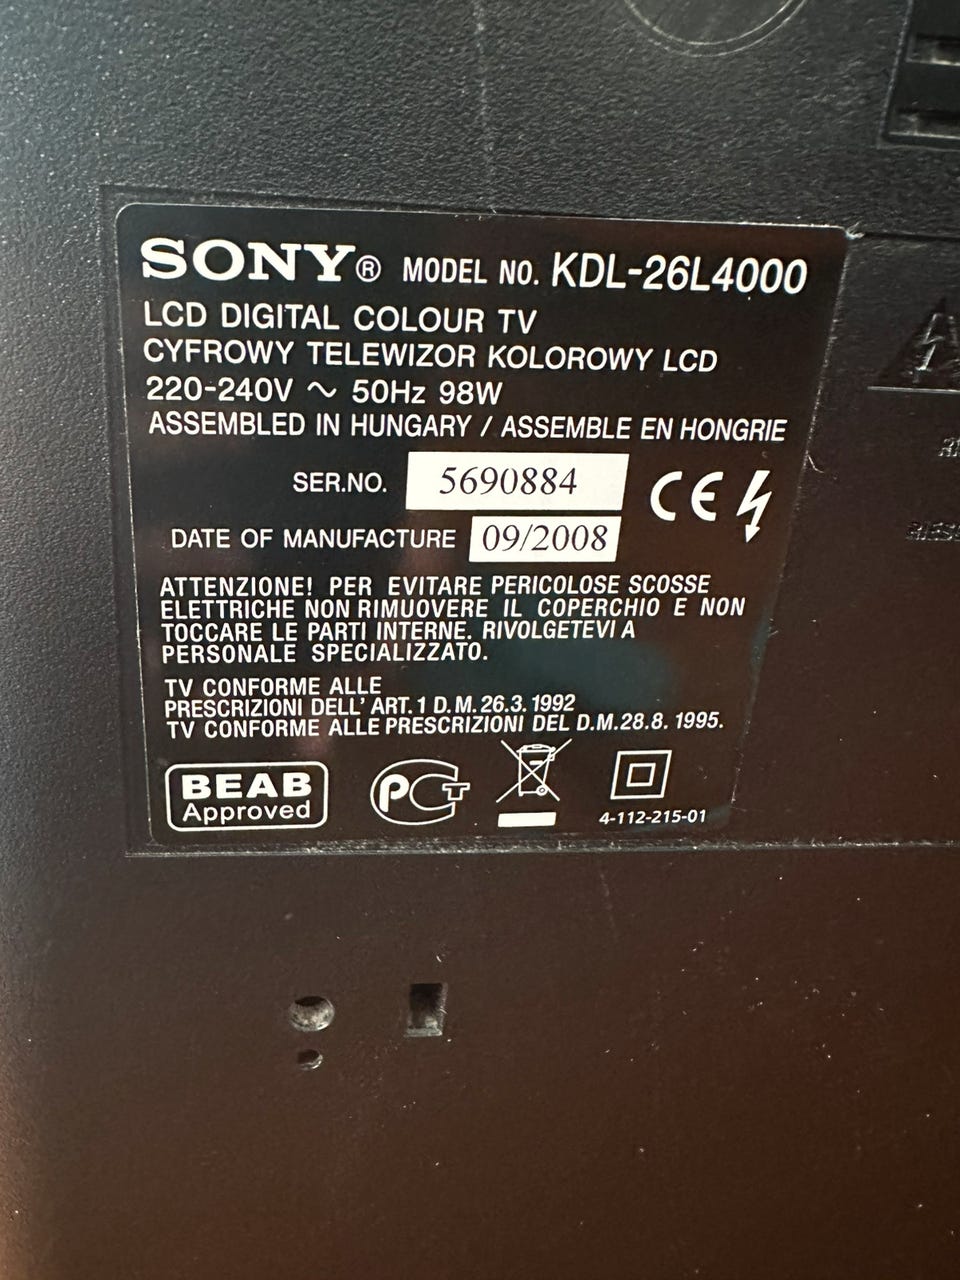 SONY® MODEL NO. KDL-26L4000
LCD DIGITAL COLOUR TV
CYFROWY TELEWIZOR KOLOROWY LCD
220-240V ~ 50Hz 98W
ASSEMBLED IN HUNGARY / ASSEMBLE EN HONGRIE
SER.NO. 5690884
CE
DATE OF MANUFACTURE 09/2008
ATTENZIONE! PER EVITARE PERICOLOSE SCOSSE
ELETTRICHE NON RIMUOVERE IL COPERCHIO E NON
TOCCARE LE PARTI INTERNE. RIVOLGETEVI A
PERSONALE SPECIALIZZATO.
TV CONFORME ALLE
PRESCRIZIONI DELL' ART. 1 D.M. 26.3. 1992
TV CONFORME ALLE PRESCRIZIONI DEL D.M. 28.8. 1995.
BEAB
Approved
PCT
4-112-215-01